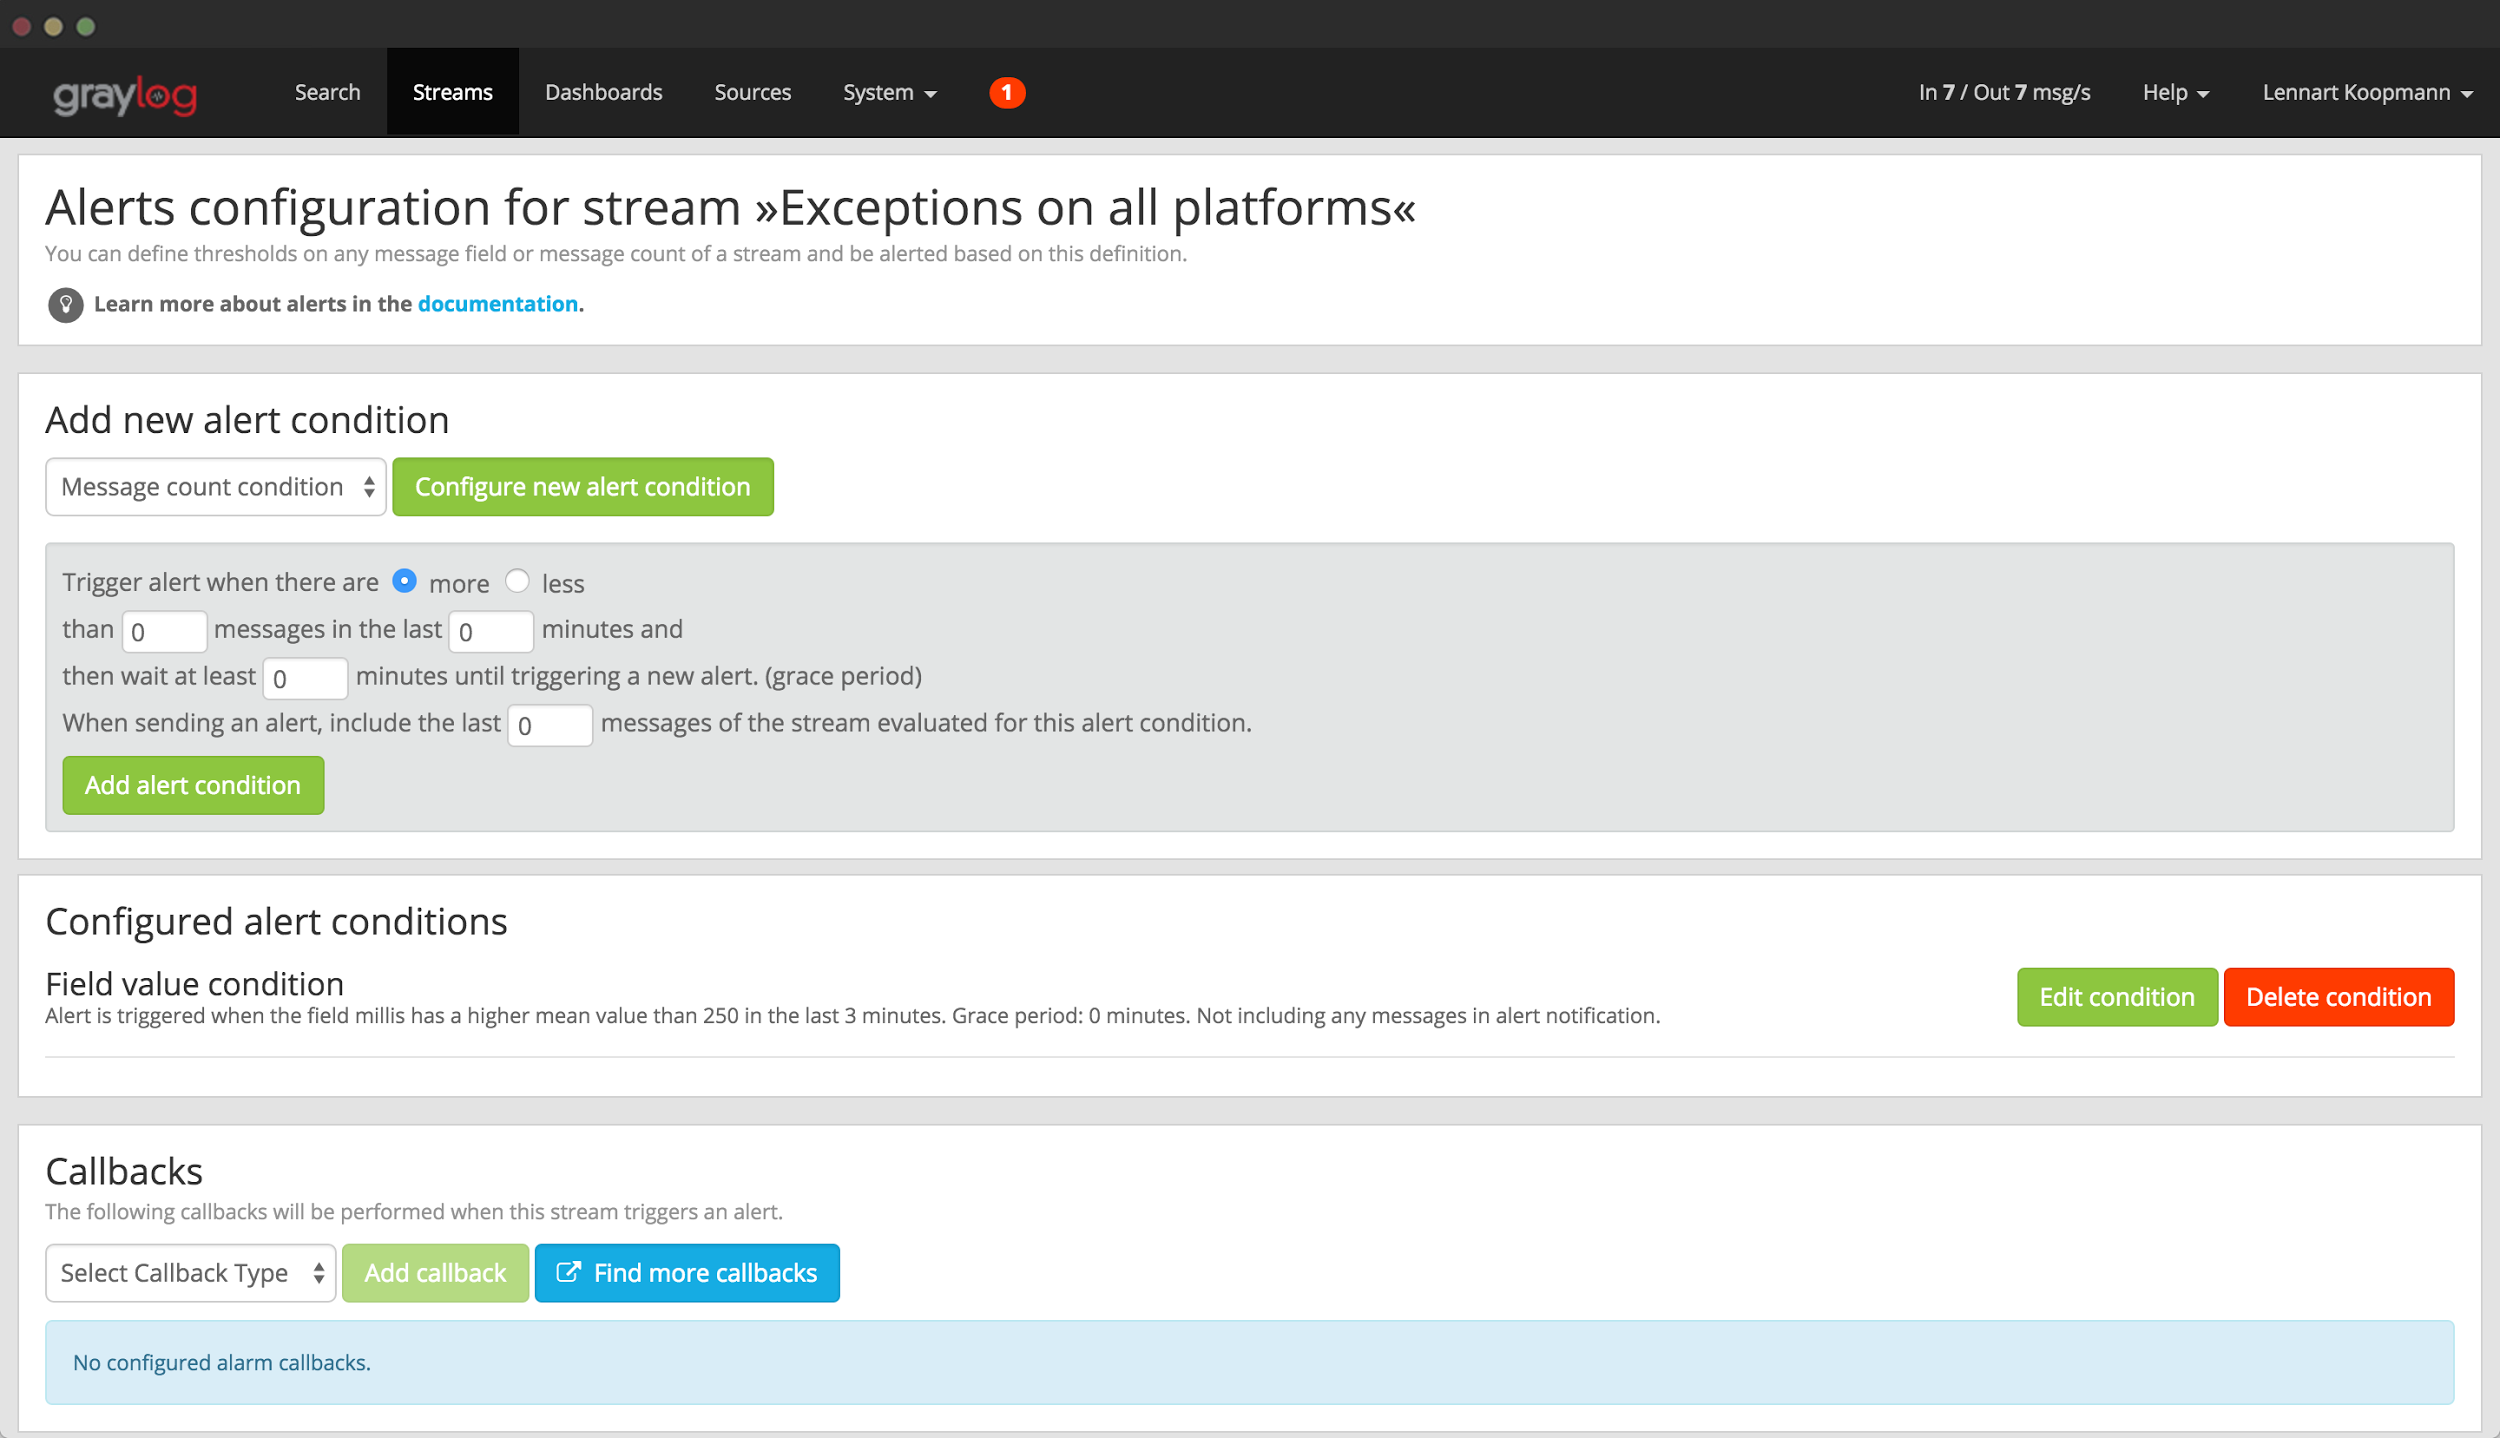 graylog Search Streams Dashboards Sources System 1 In 7 / Out 7 msg/s Help Lennart Koopmann
Alerts configuration for stream »Exceptions on all platforms«
You can define thresholds on any message field or message count of a stream and be alerted based on this definition.
Learn more about alerts in the documentation.
Add new alert condition
Message count condition Configure new alert condition
Trigger alert when there are more less
than 0 messages in the last 0 minutes and
then wait at least 0 minutes until triggering a new alert. (grace period)
When sending an alert, include the last 0 messages of the stream evaluated for this alert condition.
Add alert condition
Configured alert conditions
Field value condition
Alert is triggered when the field millis has a higher mean value than 250 in the last 3 minutes. Grace period: 0 minutes. Not including any messages in alert notification.
Edit condition Delete condition
Callbacks
The following callbacks will be performed when this stream triggers an alert.
Select Callback Type Add callback Find more callbacks
No configured alarm callbacks.